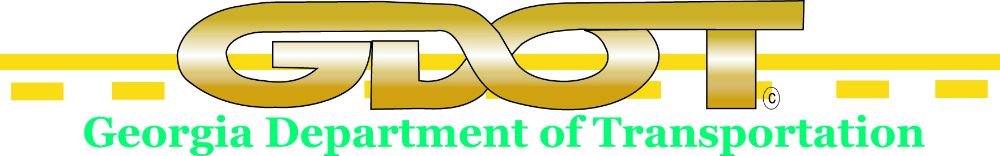 GDOT
©
Georgia Department of Transportation